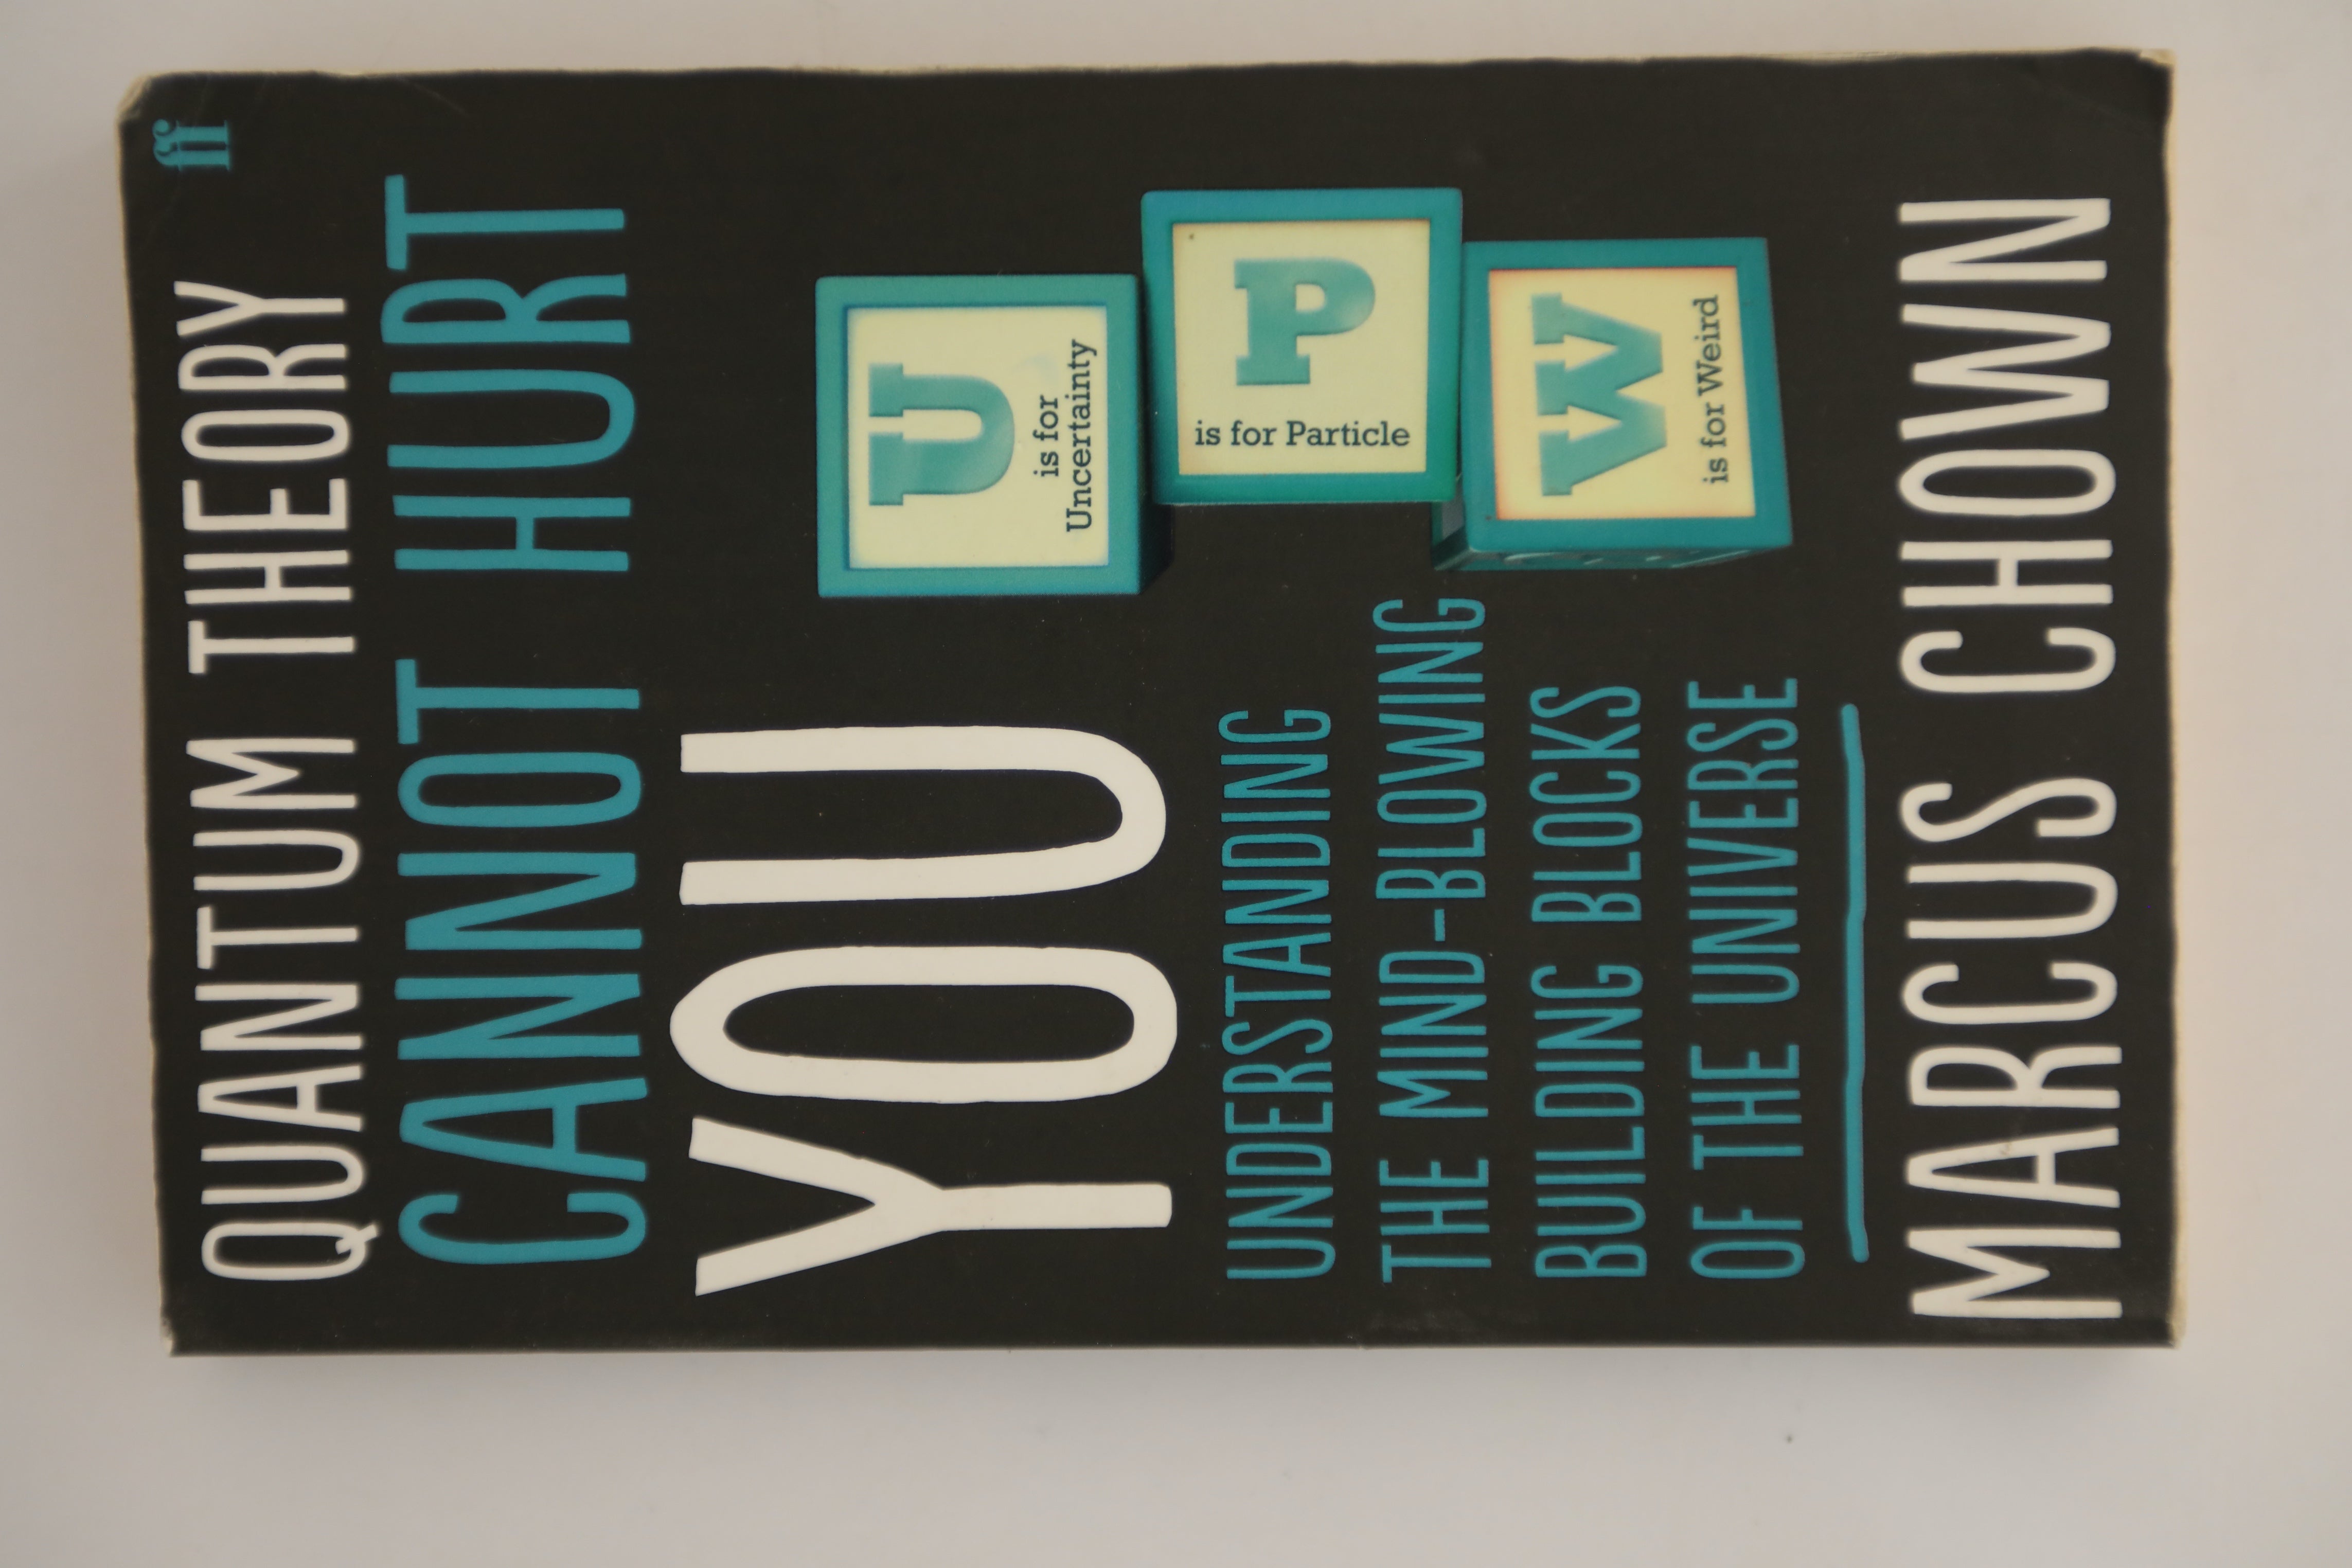 ff
QUANTUM THEORY
CANNOT HURT
YOU
U
is for
Uncertainty
P
is for Particle
W
is for Weird
UNDERSTANDING
THE MIND-BLOWING
BUILDING BLOCKS
OF THE UNIVERSE
MARCUS CHOWN